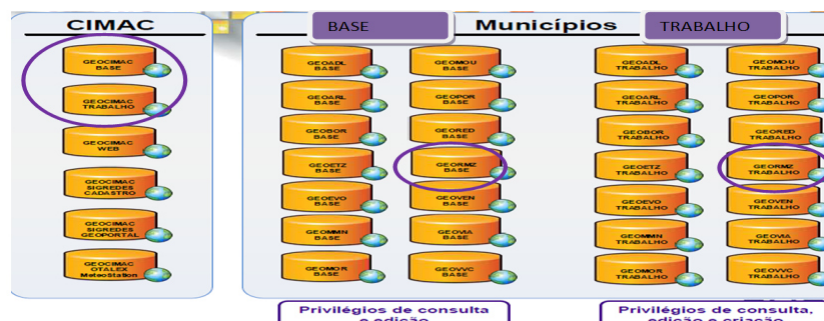 CIMAC
GEOCIMAC
BASE
GEOCIMAC
TRABALHO
GEOCIMAC
WEB
GEOCIMAC
SIGREDES
CADASTRO
GEOCIMAC
SIGREDES
GEOPORTAL
GEOCIMAC
OTALEX
MeteoStation
BASE
Municípios
TRABALHO
GEOADL
BASE
GEOMOU
BASE
GEOARL
BASE
GEOPOR
BASE
GEOBOR
BASE
GEORED
BASE
GEOETZ
BASE
GEORMZ
BASE
GEOEVO
BASE
GEOVEN
BASE
GEOMMN
BASE
GEOVIA
BASE
GEOMOR
BASE
GEOVVC
BASE
GEOADL
TRABALHO
GEOMOU
TRABALHO
GEOARL
TRABALHO
GEOPOR
TRABALHO
GEOBOR
TRABALHO
GEORED
TRABALHO
GEOETZ
TRABALHO
GEORMZ
TRABALHO
GEOEVO
TRABALHO
GEOVEN
TRABALHO
GEOMMN
TRABALHO
GEOVIA
TRABALHO
GEOMOR
TRABALHO
GEOVVC
TRABALHO
Privilégios de consulta
e edição
Privilégios de consulta,
edição e criação